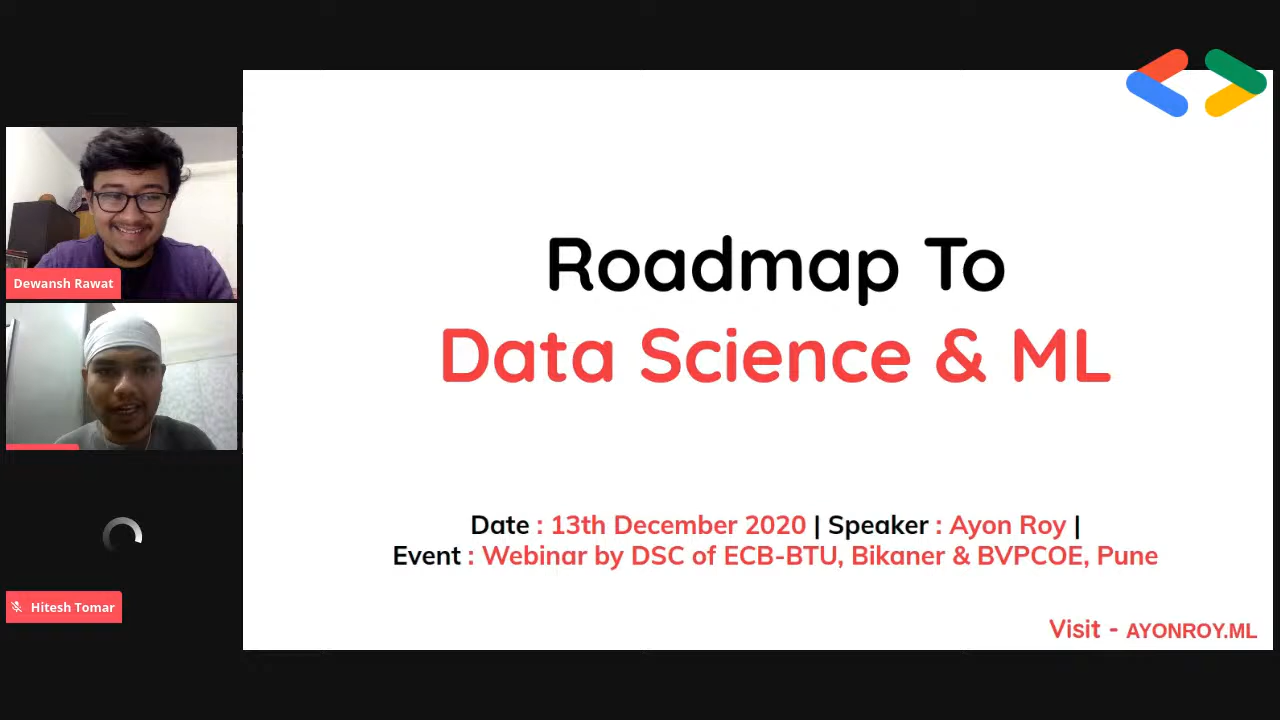 Dewansh Rawat
Hitesh Tomar
Roadmap To
Data Science & ML
Date : 13th December 2020 | Speaker : Ayon Roy |
Event : Webinar by DSC of ECB-BTU, Bikaner & BVPCOE, Pune
Visit - AYONROY.ML